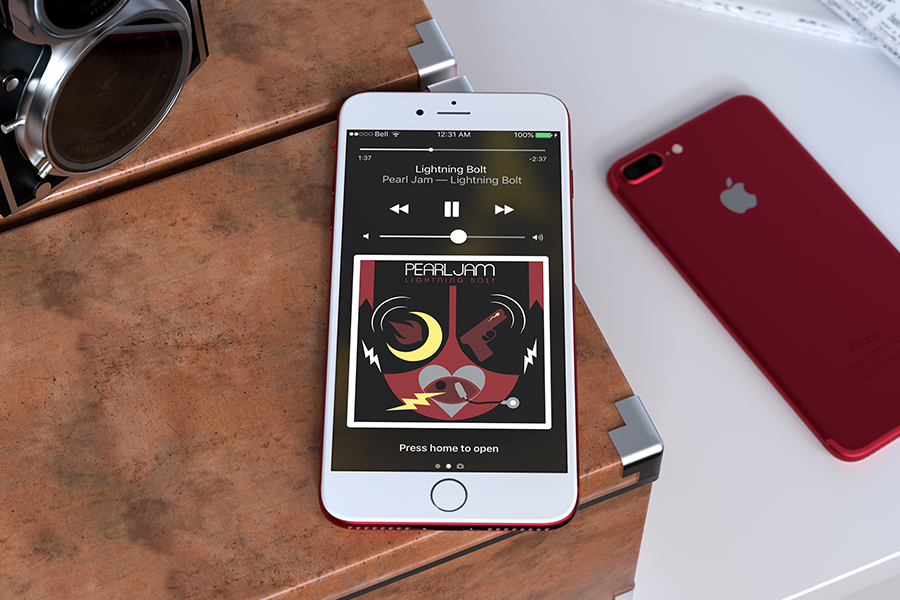 Bell 12:31 AM 100%
1:37 -2:37
Lightning Bolt
Pearl Jam — Lightning Bolt
PEARL JAM
LIGHTNING BOLT
Press home to open
iPhone